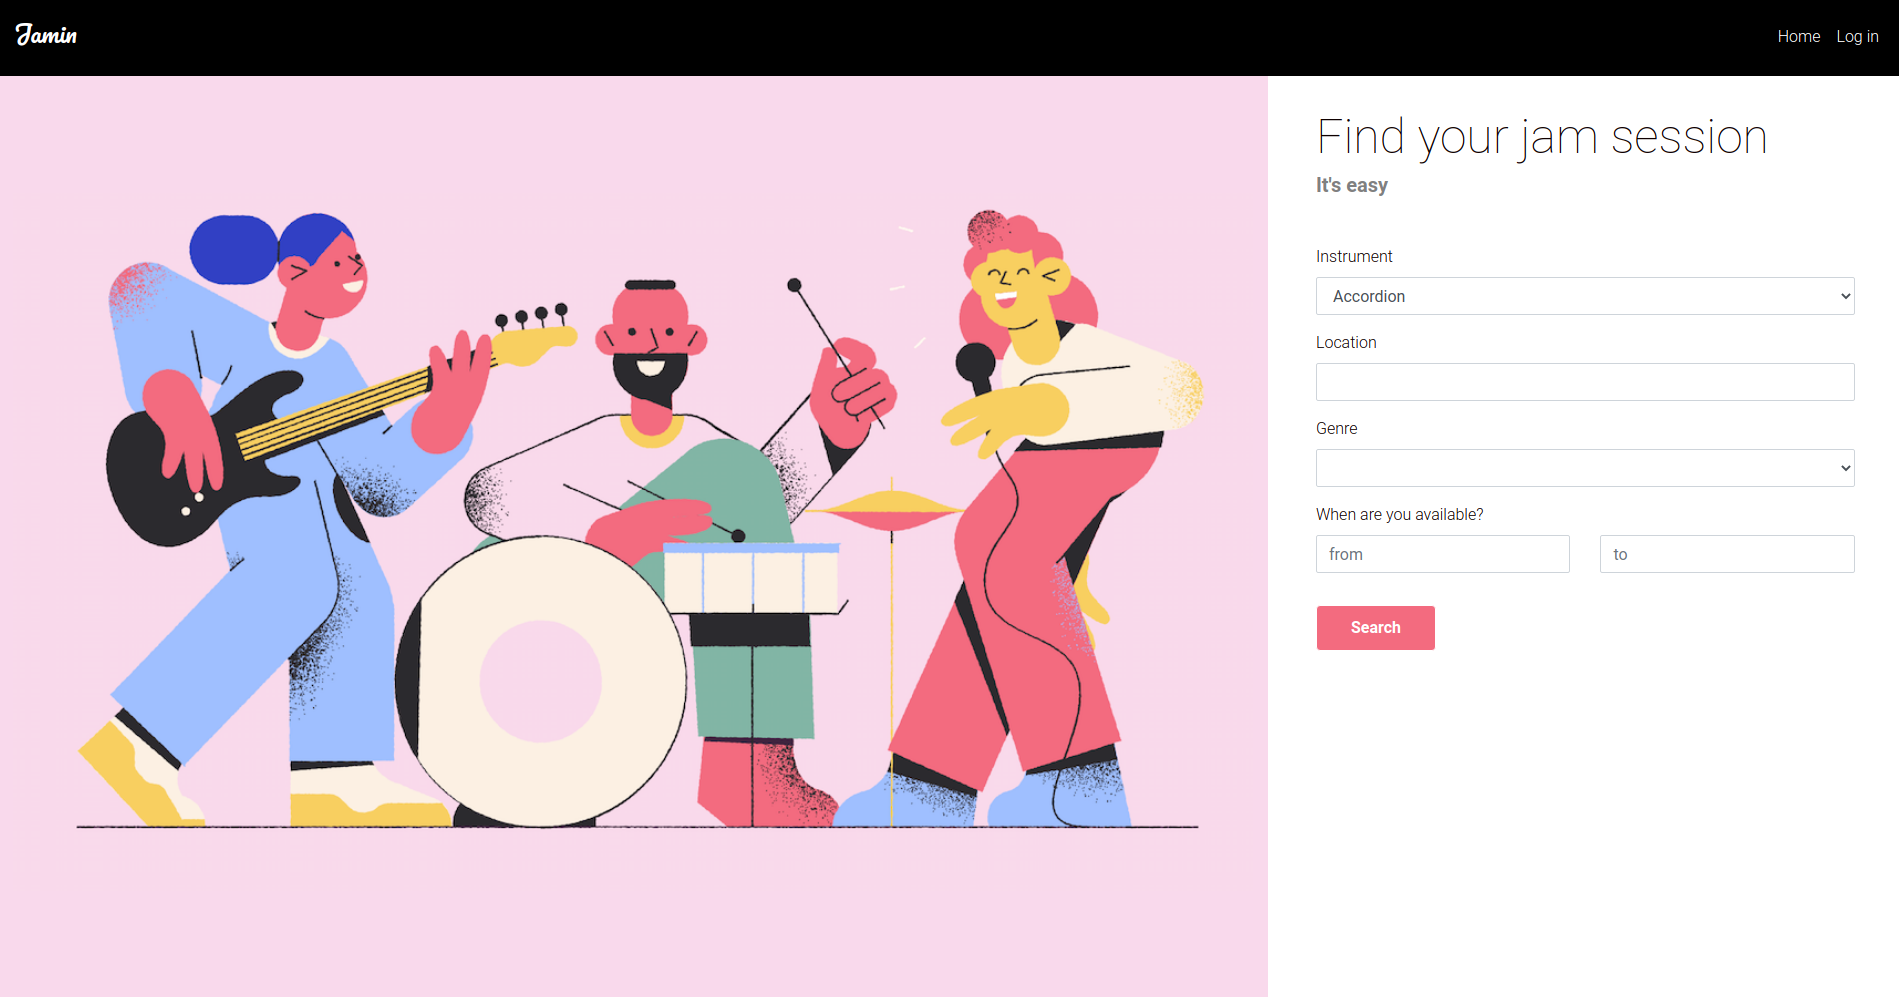 Jamin
Home Log in
Find your jam session
It's easy
Instrument
Accordion
Location
Genre
When are you available?
from to
Search